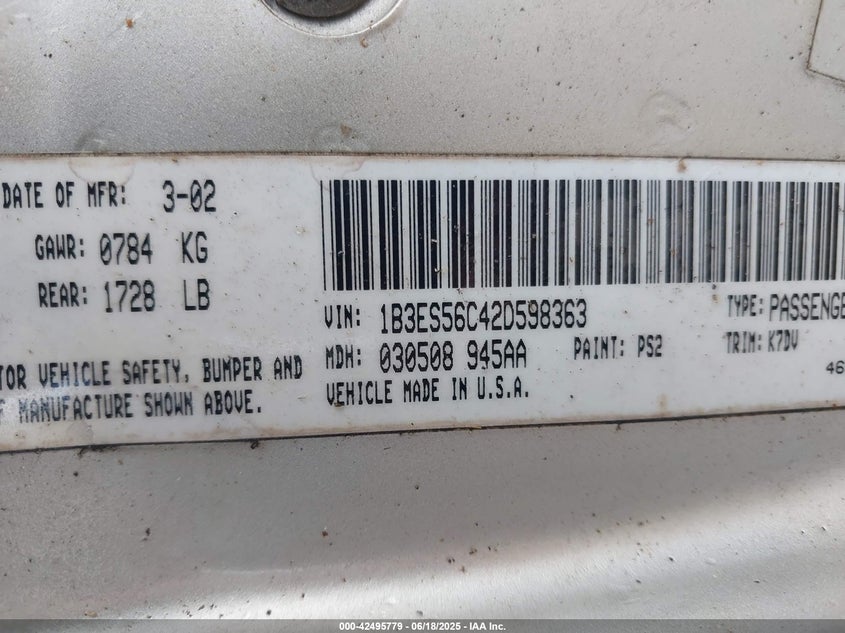 DATE OF MFR: 3-02
GAWR: 0784 KG
REAR: 1728 LB
TOR VEHICLE SAFETY, BUMPER AND
MANUFACTURE SHOWN ABOVE.
VIN: 1B3ES56C42D598363
TYPE: PASSENGE
MDH: 030508 945AA
PAINT: PS2
TRIM: K7DV
VEHICLE MADE IN U.S.A.
46
000-42495779 - 06/18/2025 - IAA Inc.